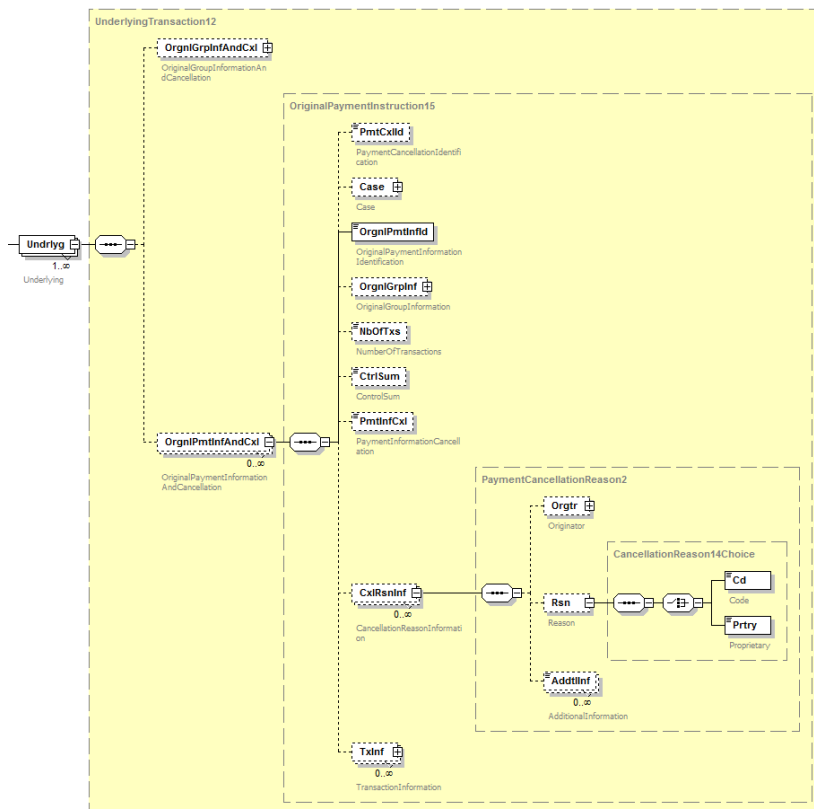 UnderlyingTransaction12
OrgnlGrpInfAndCxl
OriginalGroupInformationAn
dCancellation
OriginalPaymentInstruction15
PmtCxlId
PaymentCancellationIdentifi
cation
Case
Case
OrgnlPmtInfId
OriginalPaymentInformation
Identification
Undrlyg
1..∞
Underlying
OrgnlGrpInf
OriginalGroupInformation
NbOfTxs
NumberOfTransactions
CtrlSum
ControlSum
PmtInfCxl
PaymentInformationCancell
ation
OrgnlPmtInfAndCxl
0..∞
OriginalPaymentInformation
AndCancellation
PaymentCancellationReason2
Orgtr
Originator
CancellationReason14Choice
Cd
Code
CxlRsnInf
0..∞
CancellationReasonInformati
on
Rsn
Reason
Prtry
Proprietary
AddtlInf
0..∞
AdditionalInformation
TxInf
0..∞
TransactionInformation